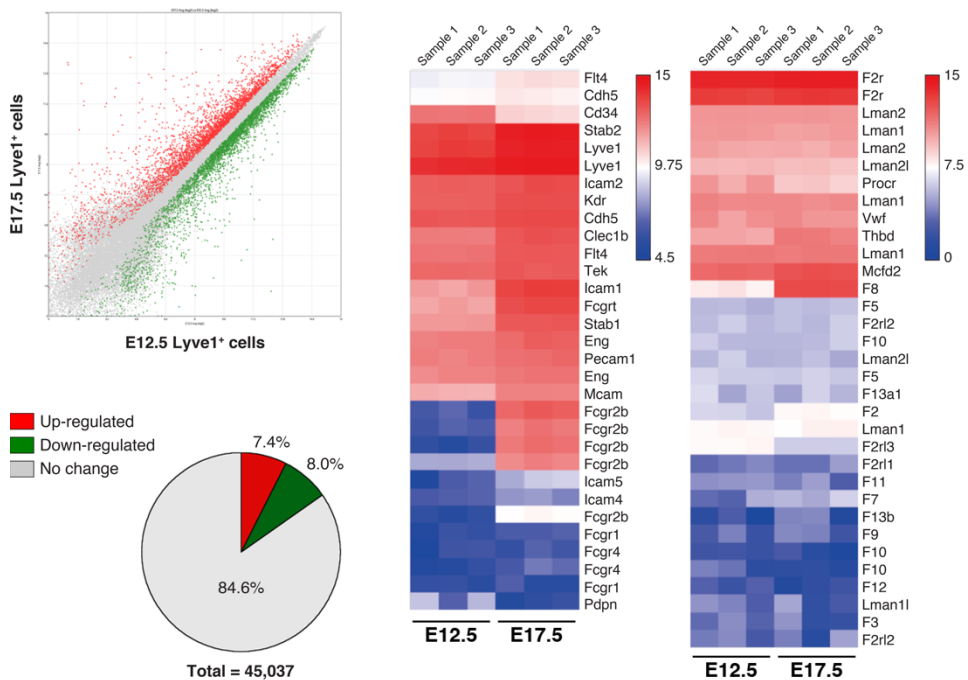 E17.5 Lyve1⁺ cells
E12.5 Lyve1⁺ cells
Up-regulated
Down-regulated
No change
7.4%
8.0%
84.6%
Total = 45,037
Sample 1
Sample 2
Sample 3
Sample 1
Sample 2
Sample 3
Flt4
Cdh5
Cd34
Stab2
Lyve1
Lyve1
Icam2
Kdr
Cdh5
Clec1b
Flt4
Tek
Icam1
Fcgrt
Stab1
Eng
Pecam1
Eng
Mcam
Fcgr2b
Fcgr2b
Fcgr2b
Fcgr2b
Icam5
Icam4
Fcgr2b
Fcgr1
Fcgr4
Fcgr4
Fcgr1
Pdpn
E12.5 E17.5
15
9.75
4.5
Sample 1
Sample 2
Sample 3
Sample 1
Sample 2
Sample 3
F2r
F2r
Lman2
Lman1
Lman2
Lman2l
Procr
Lman1
Vwf
Thbd
Lman1
Mcfd2
F8
F5
F2rl2
F10
Lman2l
F5
F13a1
F2
Lman1
F2rl3
F2rl1
F11
F7
F13b
F9
F10
F10
F12
Lman1l
F3
F2rl2
E12.5 E17.5
15
7.5
0